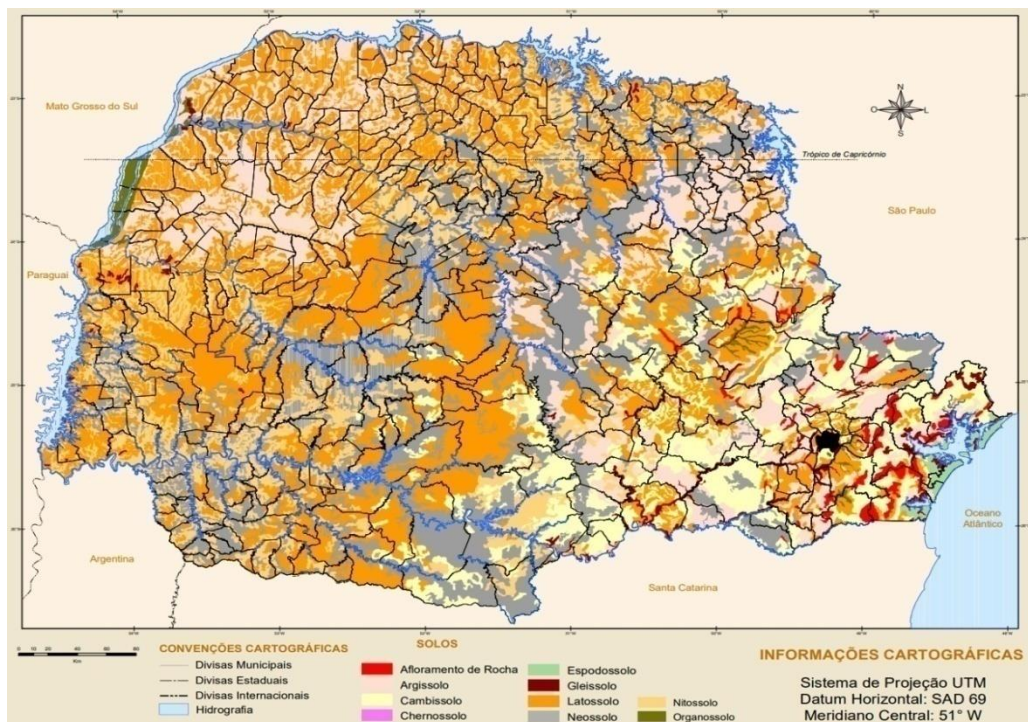 Mato Grosso do Sul
N
O
L
S
Trópico de Capricórnio
São Paulo
Paraguai
Argentina
Santa Catarina
Oceano
Atlântico
CONVENÇÕES CARTOGRÁFICAS
Divisas Municipais
Divisas Estaduais
Divisas Internacionais
Hidrografia
SOLOS
Afloramento de Rocha
Argissolo
Cambissolo
Chernossolo
Espodossolo
Gleissolo
Latossolo
Neossolo
Nitossolo
Organossolo
INFORMAÇÕES CARTOGRÁFICAS
Sistema de Projeção UTM
Datum Horizontal: SAD 69
Meridiano Central: 51° W